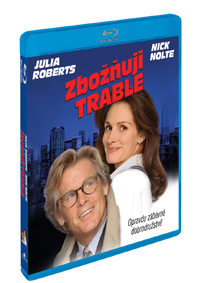 JULIA
ROBERTS
NICK
NOLTE
Zbožňuji
TRABLE
Opravdu zábavné
dobrodružství!